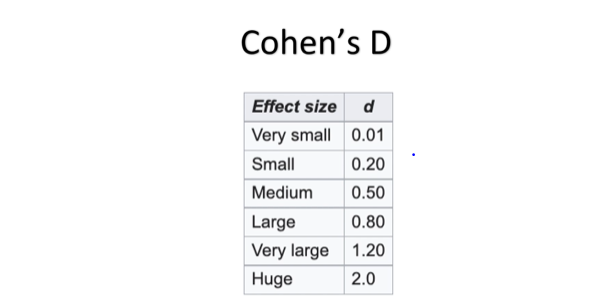 Cohen’s D
Effect size d
Very small 0.01
Small 0.20
Medium 0.50
Large 0.80
Very large 1.20
Huge 2.0